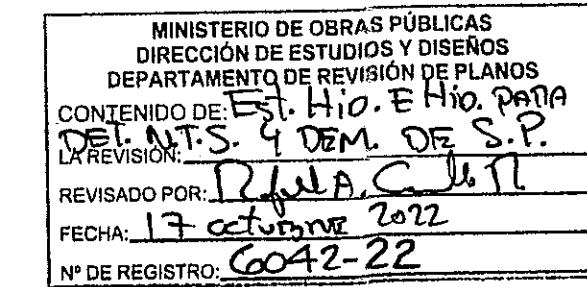 MINISTERIO DE OBRAS PÚBLICAS
DIRECCIÓN DE ESTUDIOS Y DISEÑOS
DEPARTAMENTO DE REVISIÓN DE PLANOS
CONTENIDO DE: Est. Hio. E Hio. PARA
DET. N.T.S. Y DEM. DE S.P.
LA REVISIÓN:
REVISADO POR: A.
FECHA: 17 octubre 2022
Nº DE REGISTRO: 6042-22